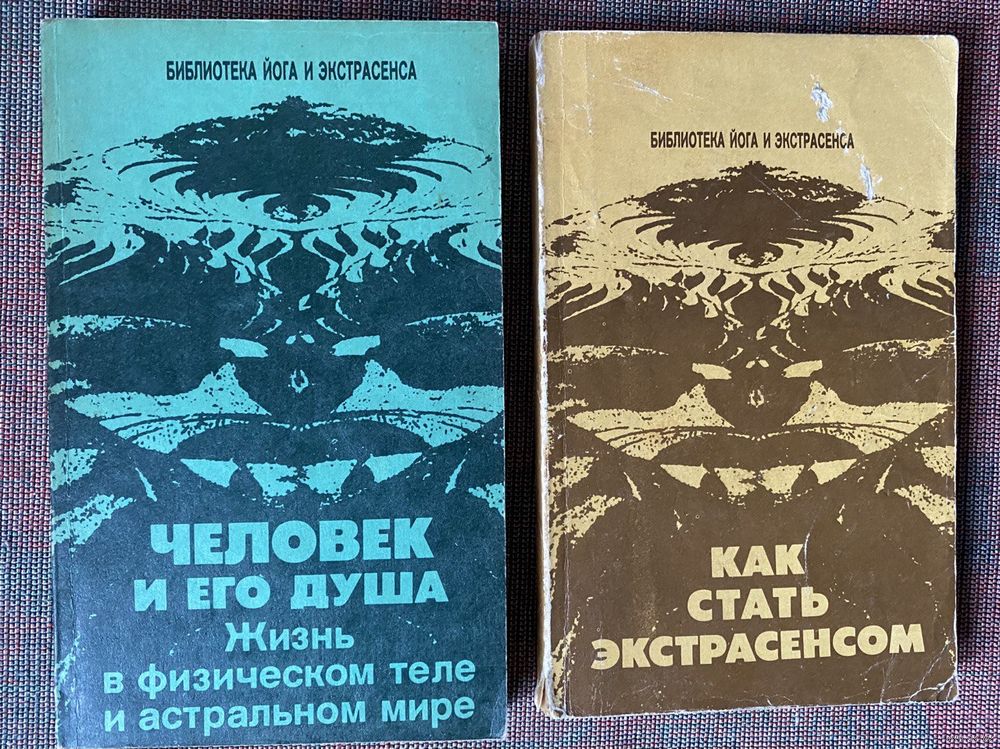 БИБЛИОТЕКА ЙОГА И ЭКСТРАСЕНСА
ЧЕЛОВЕК
И ЕГО ДУША
Жизнь
в физическом теле
и астральном мире
БИБЛИОТЕКА ЙОГА И ЭКСТРАСЕНСА
КАК
СТАТЬ
ЭКСТРАСЕНСОМ